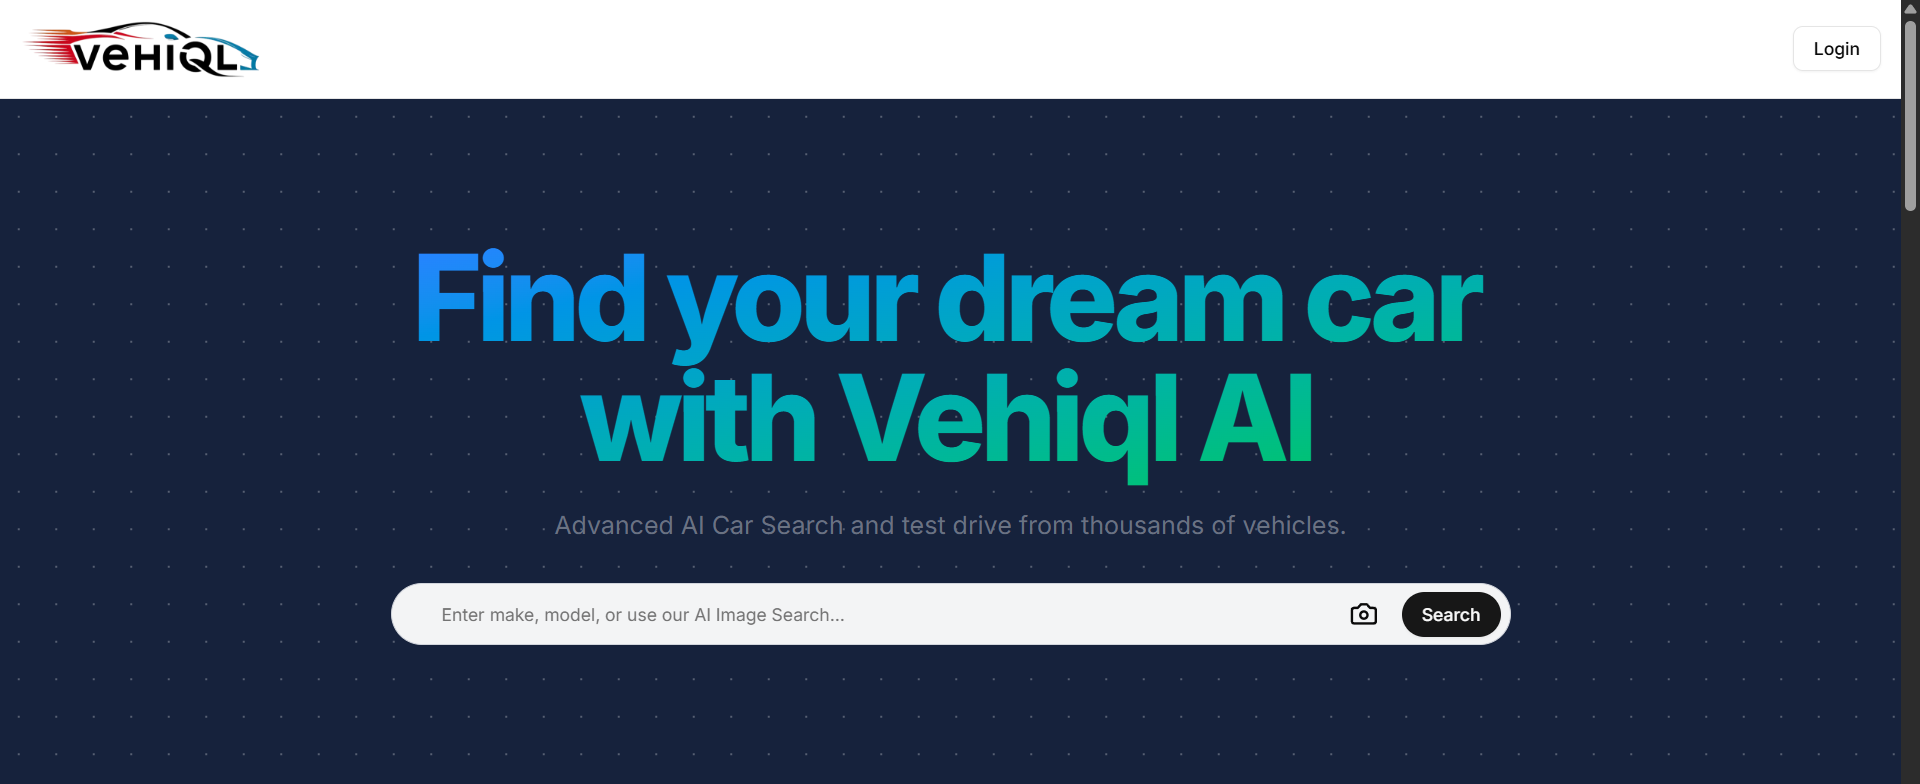 VeHiQL
Login
Find your dream car
with Vehiql AI
Advanced AI Car Search and test drive from thousands of vehicles.
Enter make, model, or use our AI Image Search...
Search